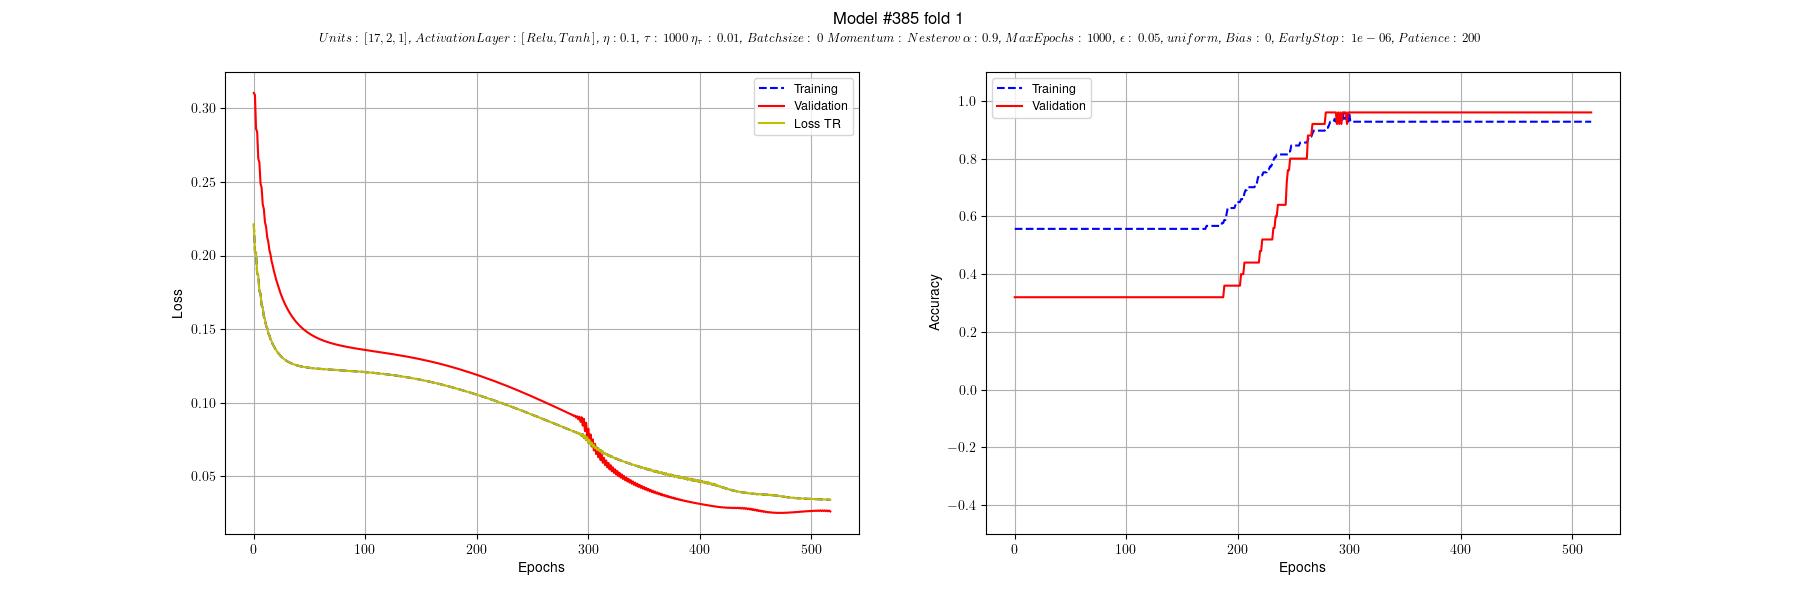 Model #385 fold 1
Units : [17, 2, 1], ActivationLayer : [Relu, Tanh], η : 0.1, τ : 1000 ητ : 0.01, Batchsize : 0 Momentum : Nesterov α : 0.9, MaxEpochs : 1000, ϵ : 0.05, uniform, Bias : 0, EarlyStop : 1e − 06, Patience : 200
Training
Validation
Loss TR
0.30
0.25
0.20
0.15
0.10
0.05
Loss
0 100 200 300 400 500
Epochs
Training
Validation
1.0
0.8
0.6
0.4
0.2
0.0
−0.2
−0.4
Accuracy
0 100 200 300 400 500
Epochs